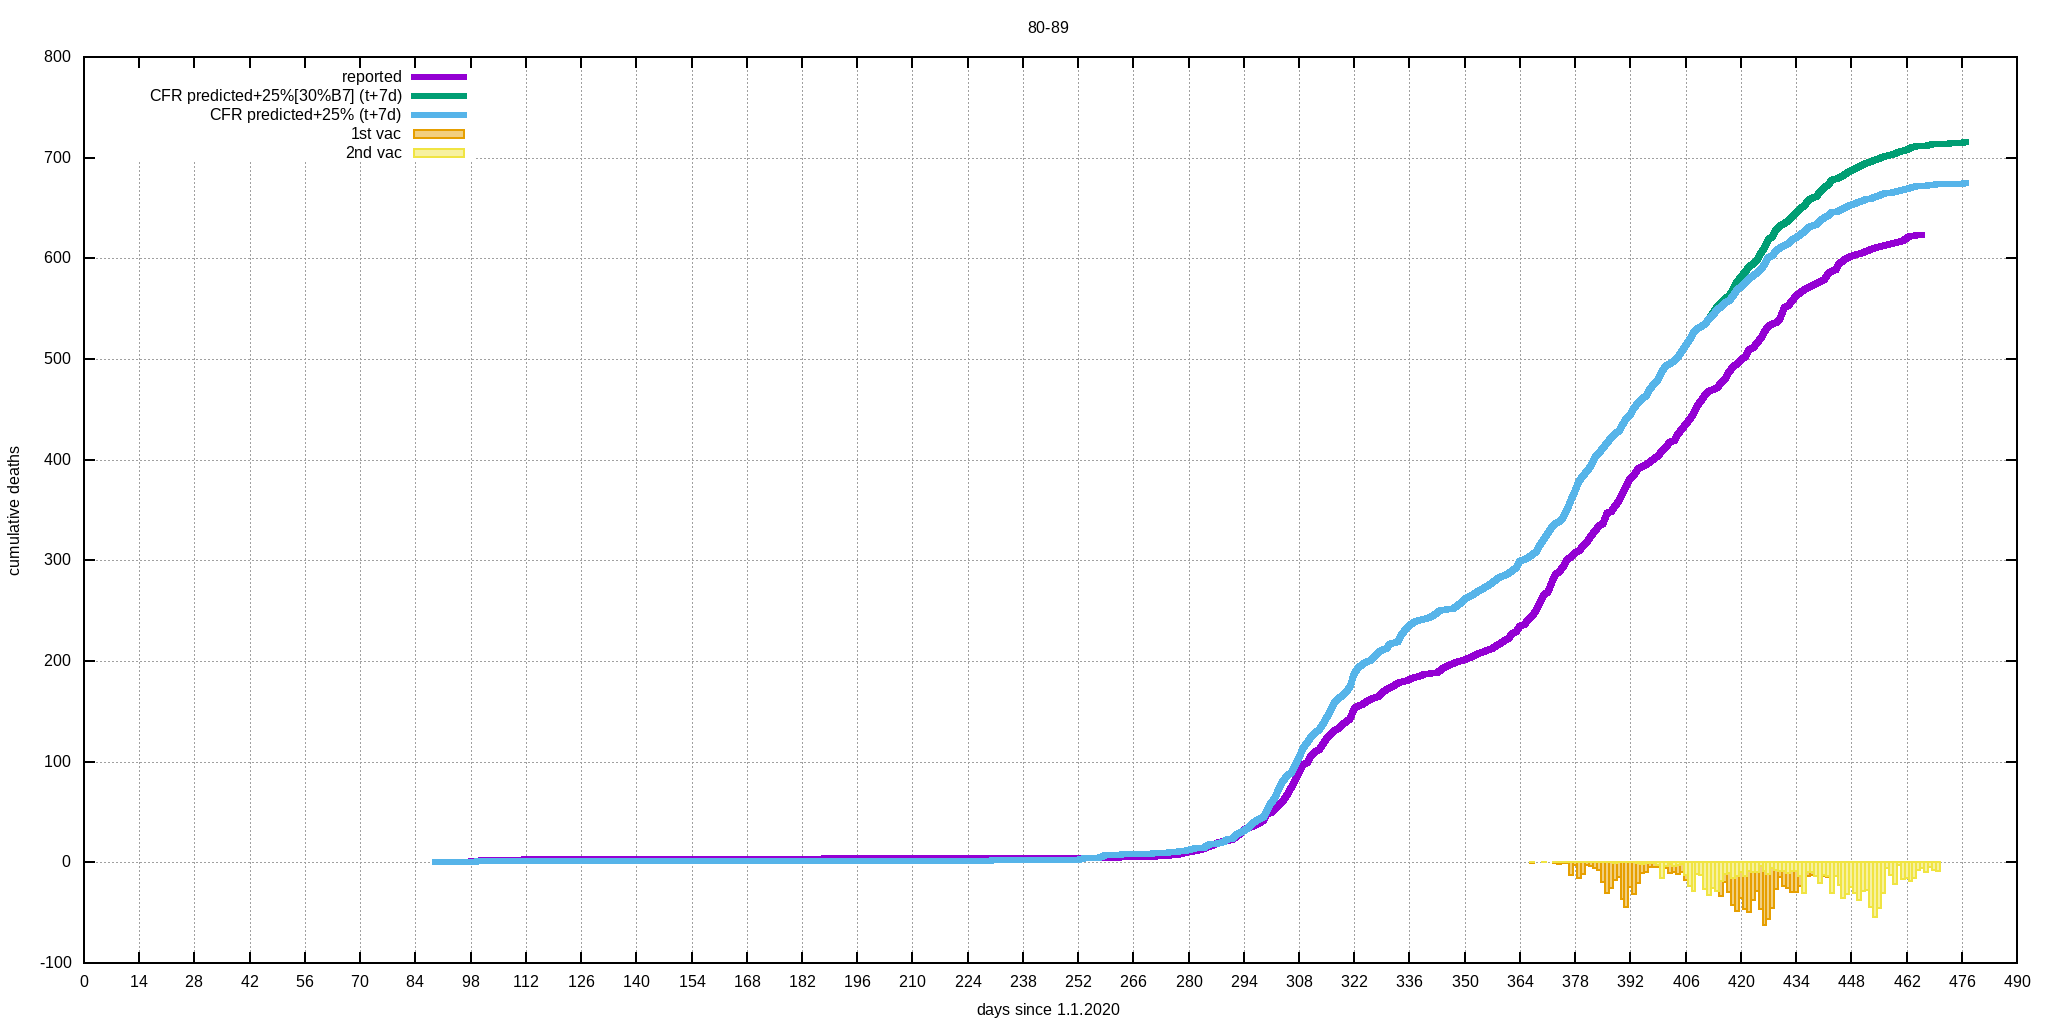 80-89
reported
CFR predicted+25%[30%B7] (t+7d)
CFR predicted+25% (t+7d)
1st vac
2nd vac
cumulative deaths
800
700
600
500
400
300
200
100
0
-100
0 14 28 42 56 70 84 98 112 126 140 154 168 182 196 210 224 238 252 266 280 294 308 322 336 350 364 378 392 406 420 434 448 462 476 490
days since 1.1.2020